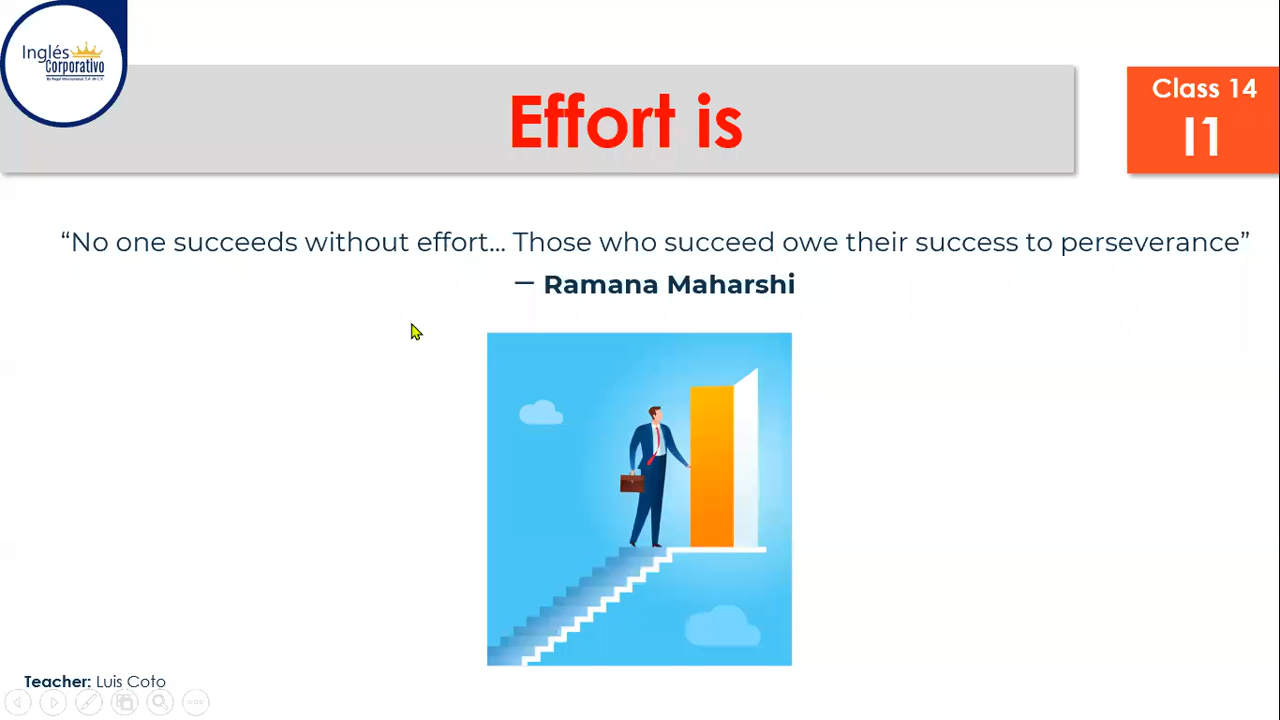 Inglés
Corporativo
Effort is
Class 14
I1
“No one succeeds without effort... Those who succeed owe their success to perseverance”
— Ramana Maharshi
Teacher: Luis Coto